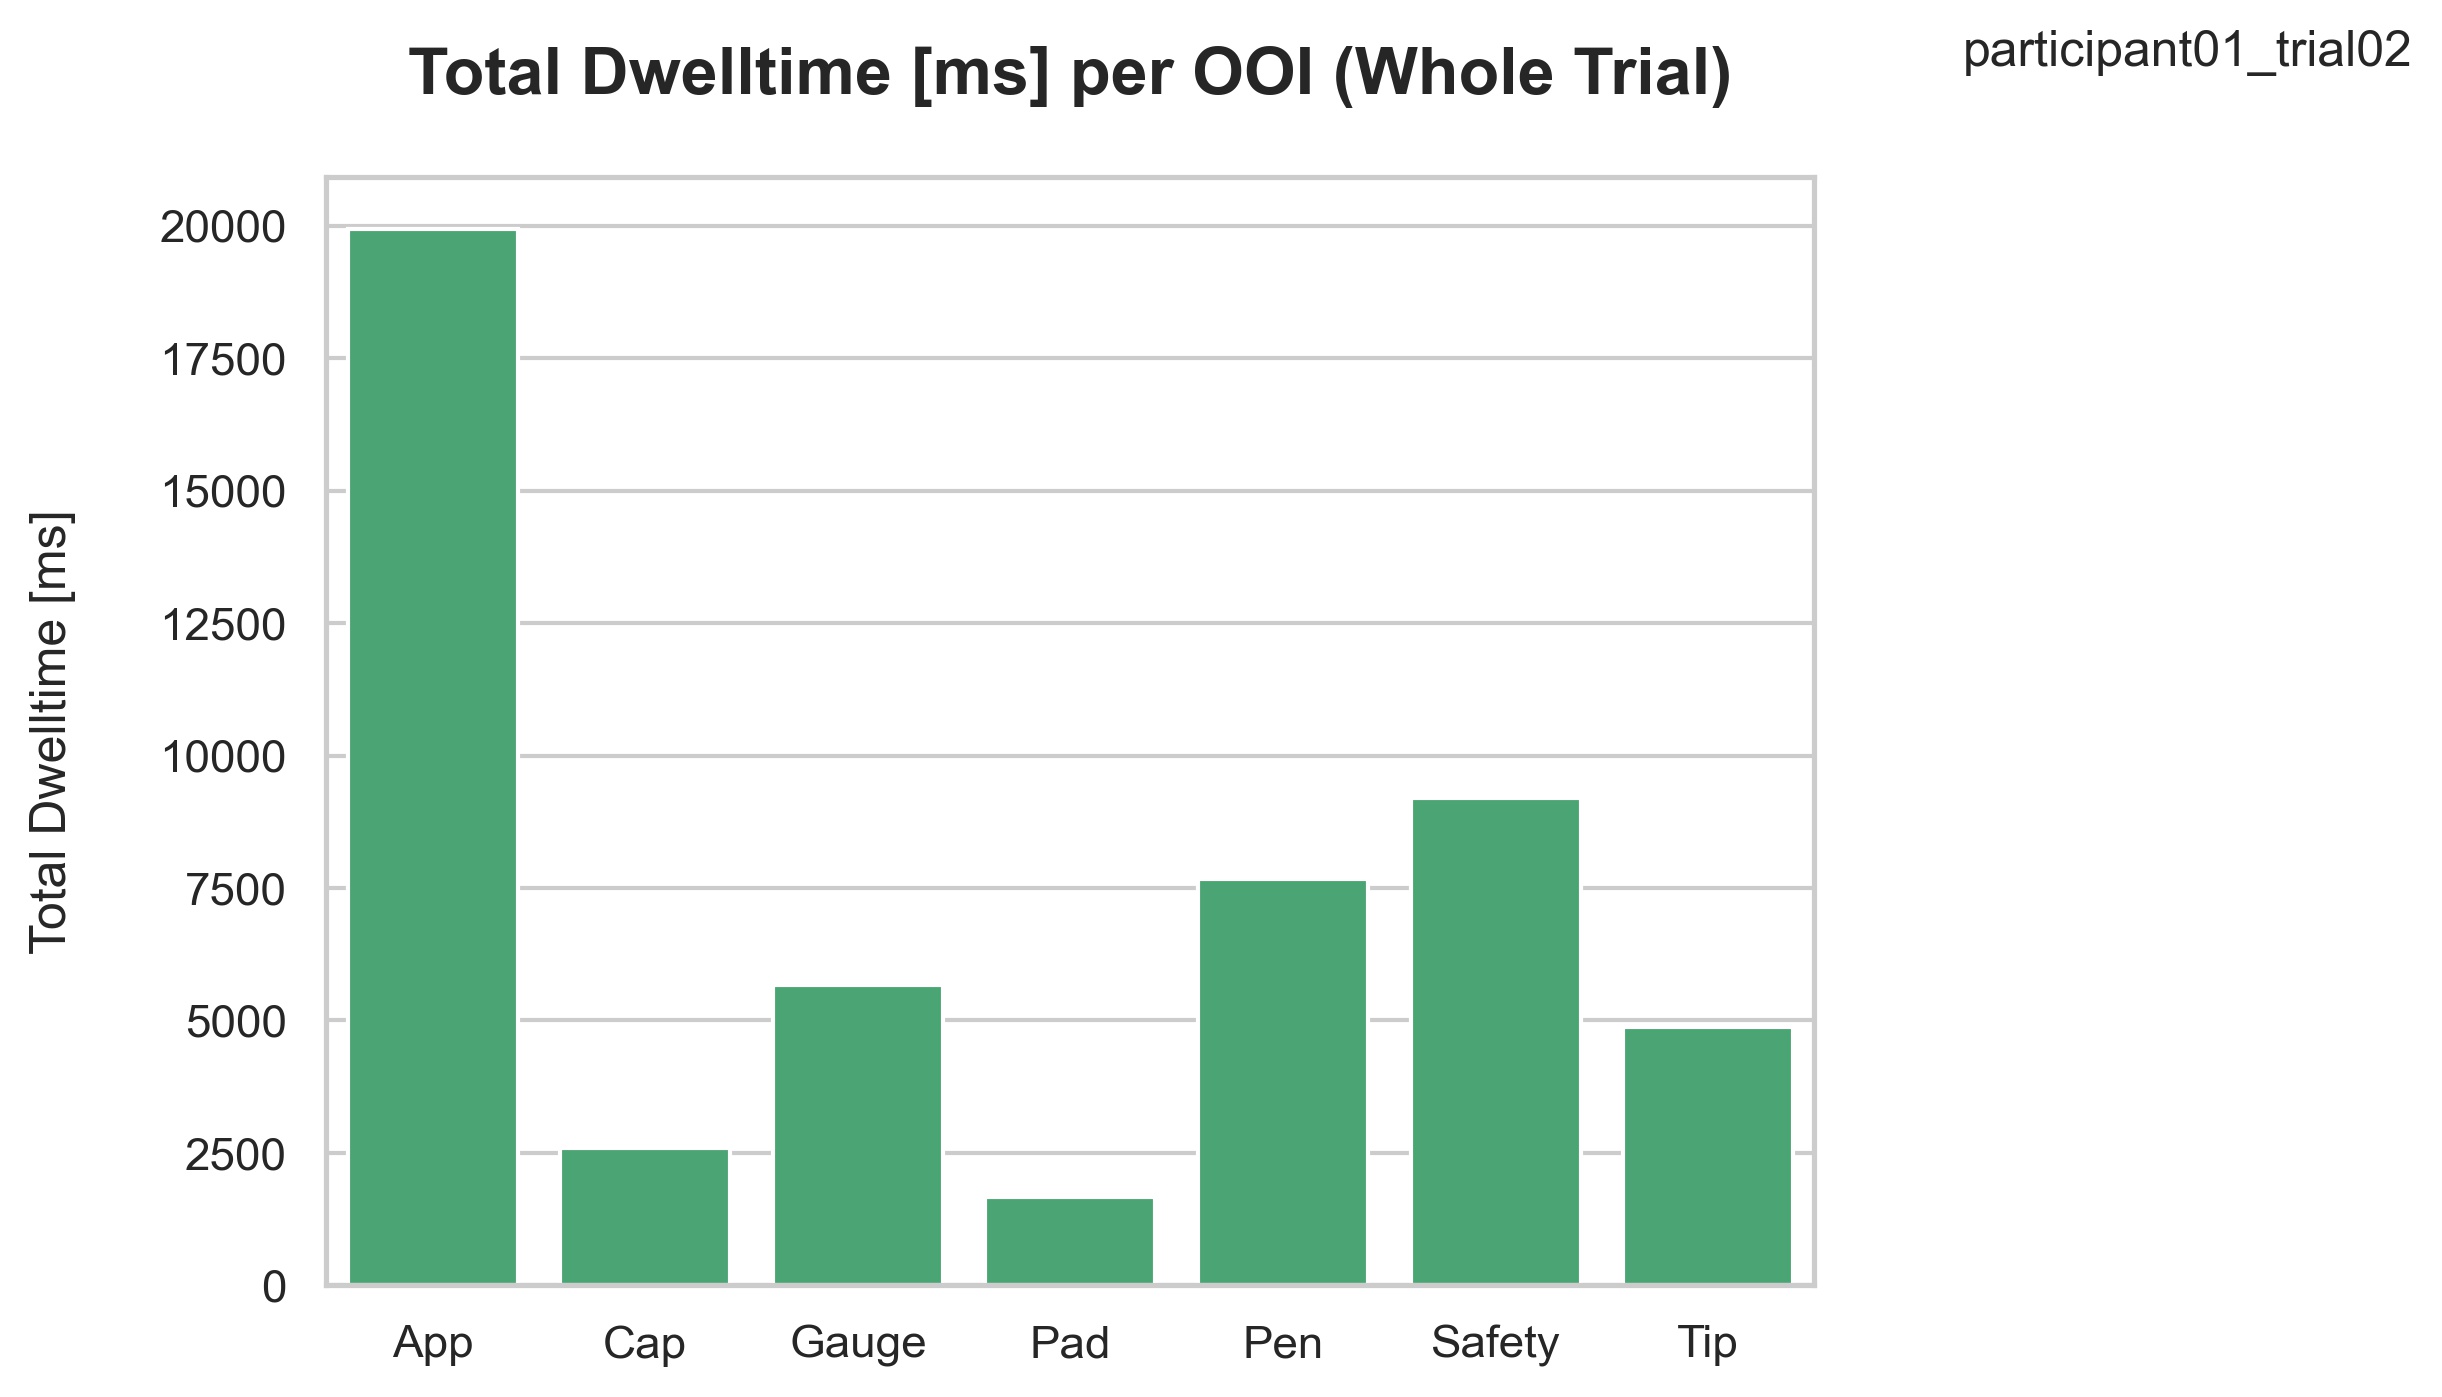 participant01_trial02
Total Dwelltime [ms] per OOI (Whole Trial)
Total Dwelltime [ms]
20000
17500
15000
12500
10000
7500
5000
2500
0
App Cap Gauge Pad Pen Safety Tip